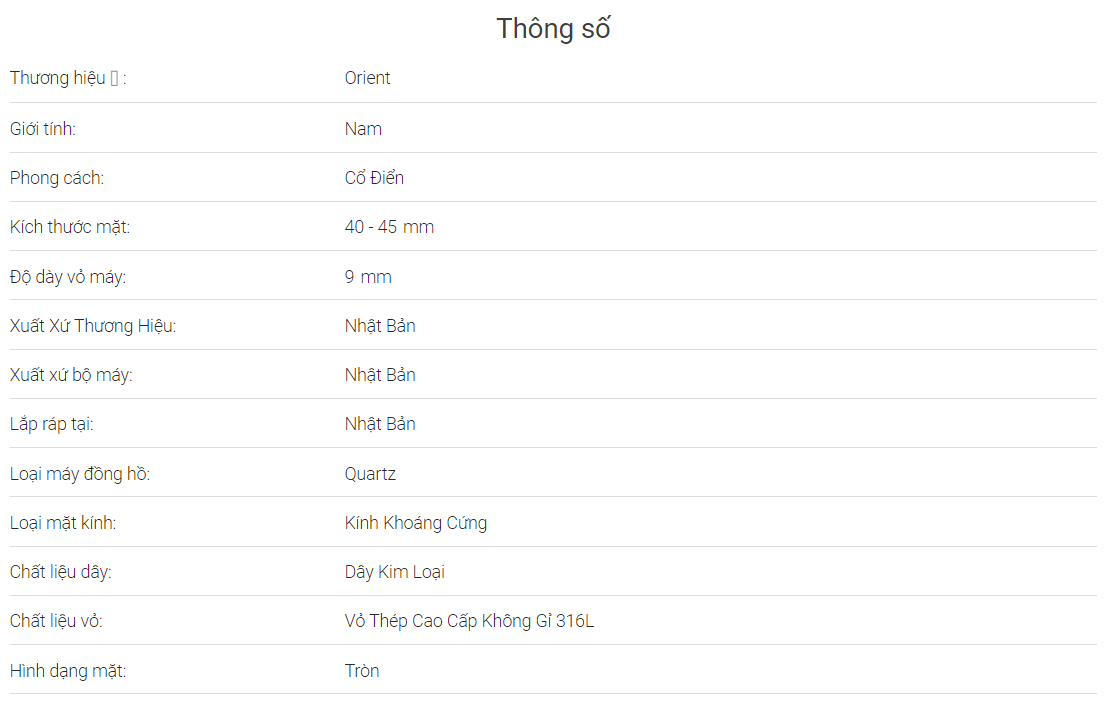 Thông số
Thương hiệu ▯ : Orient
Giới tính: Nam
Phong cách: Cổ Điển
Kích thước mặt: 40 - 45 mm
Độ dày vỏ máy: 9 mm
Xuất Xứ Thương Hiệu: Nhật Bản
Xuất xứ bộ máy: Nhật Bản
Lắp ráp tại: Nhật Bản
Loại máy đồng hồ: Quartz
Loại mặt kính: Kính Khoáng Cứng
Chất liệu dây: Dây Kim Loại
Chất liệu vỏ: Vỏ Thép Cao Cấp Không Gỉ 316L
Hình dạng mặt: Tròn